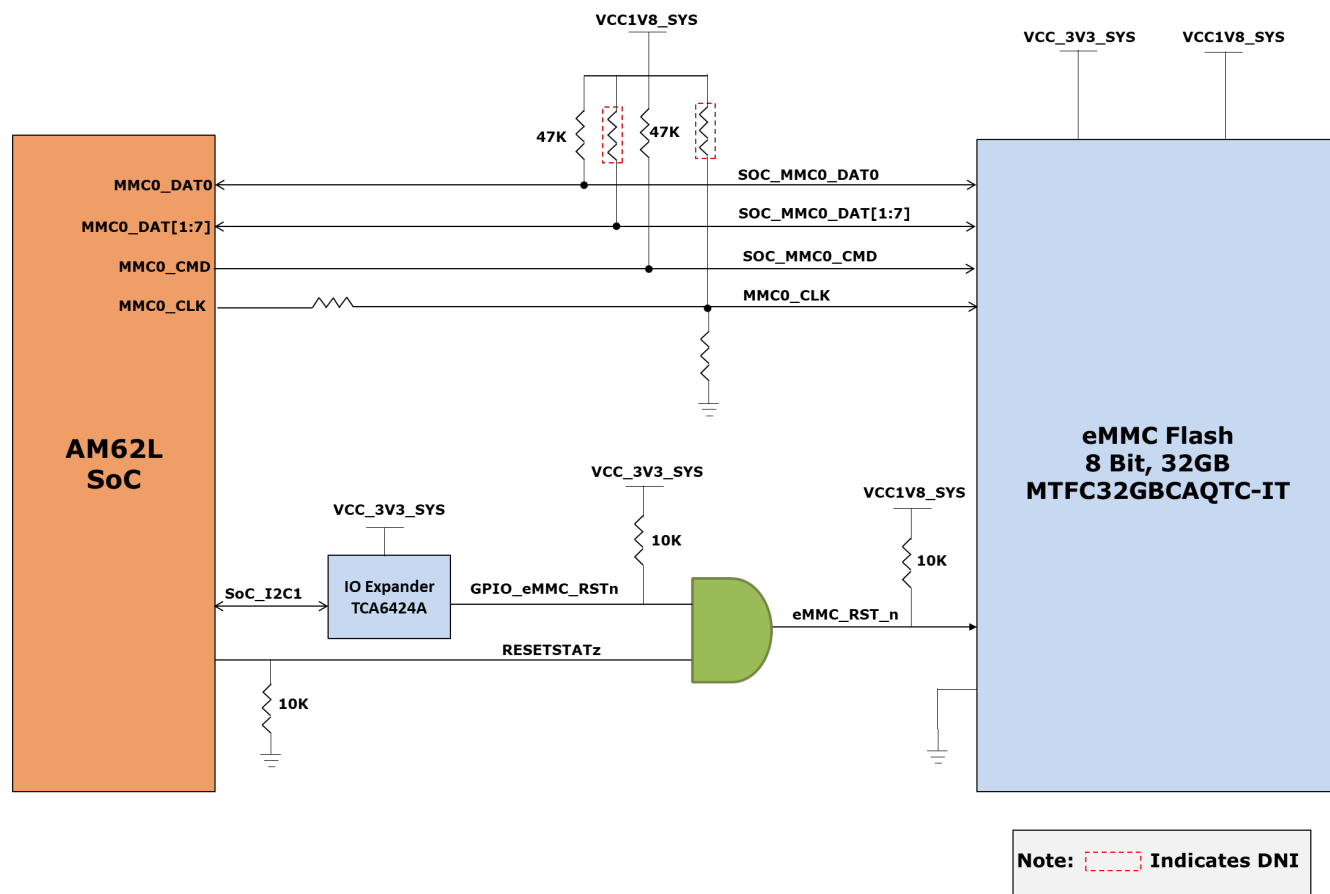 VCC1V8_SYS
VCC_3V3_SYS
VCC1V8_SYS
47K
47K
MMC0_DAT0
SOC_MMC0_DAT0
MMC0_DAT[1:7]
SOC_MMC0_DAT[1:7]
MMC0_CMD
SOC_MMC0_CMD
MMC0_CLK
MMC0_CLK
AM62L
SoC
eMMC Flash
8 Bit, 32GB
MTFC32GBCAQTC-IT
VCC_3V3_SYS
VCC1V8_SYS
VCC_3V3_SYS
10K
10K
IO Expander
TCA6424A
SoC_I2C1
GPIO_eMMC_RSTn
eMMC_RST_n
RESETSTATz
10K
Note:
Indicates DNI